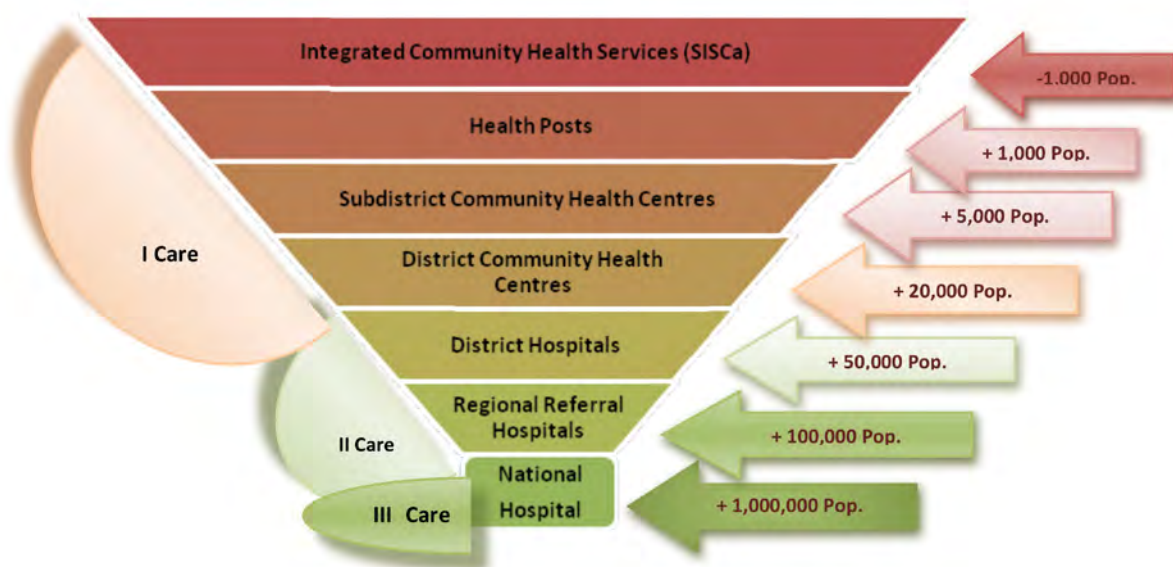 Integrated Community Health Services (SISCa)
-1.000 Pop.
Health Posts
+ 1,000 Pop.
Subdistrict Community Health Centres
+ 5,000 Pop.
I Care
District Community Health
Centres
+ 20,000 Pop.
District Hospitals
+ 50,000 Pop.
Regional Referral
Hospitals
+ 100,000 Pop.
II Care
National
Hospital
+ 1,000,000 Pop.
III Care